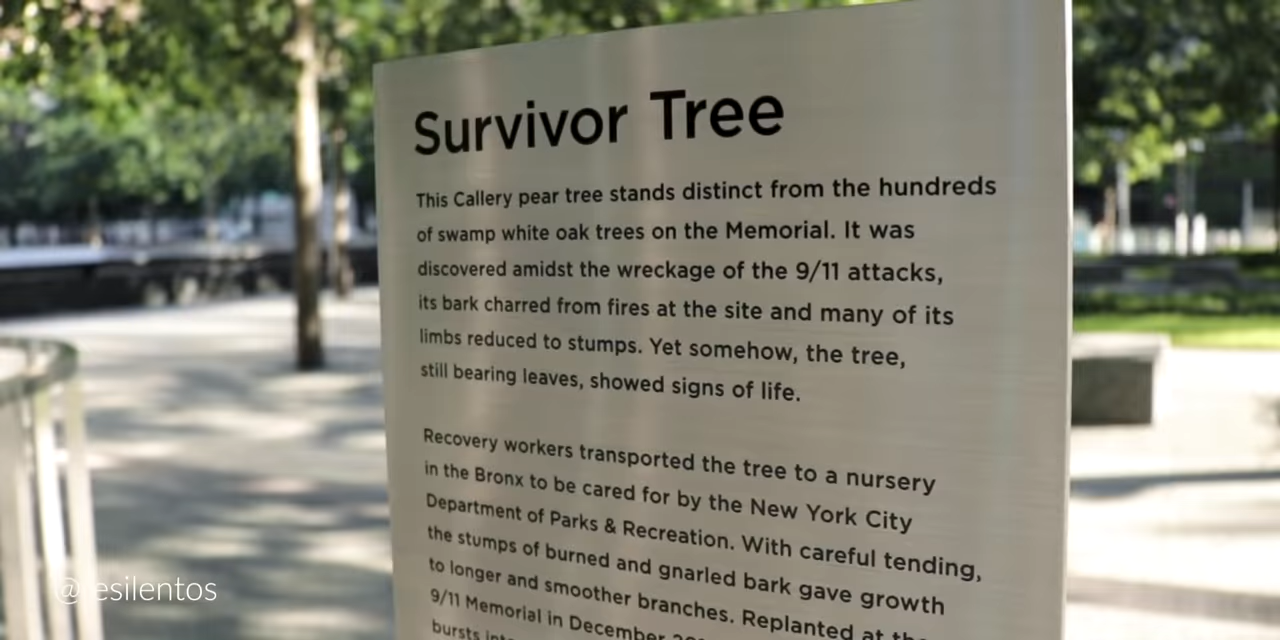 Survivor Tree
This Callery pear tree stands distinct from the hundreds
of swamp white oak trees on the Memorial. It was
discovered amidst the wreckage of the 9/11 attacks,
its bark charred from fires at the site and many of its
limbs reduced to stumps. Yet somehow, the tree,
still bearing leaves, showed signs of life.
Recovery workers transported the tree to a nursery
in the Bronx to be cared for by the New York City
Department of Parks & Recreation. With careful tending,
the stumps of burned and gnarled bark gave growth
to longer and smoother branches. Replanted at
9/11 Memorial in December
bursts
@resilentos